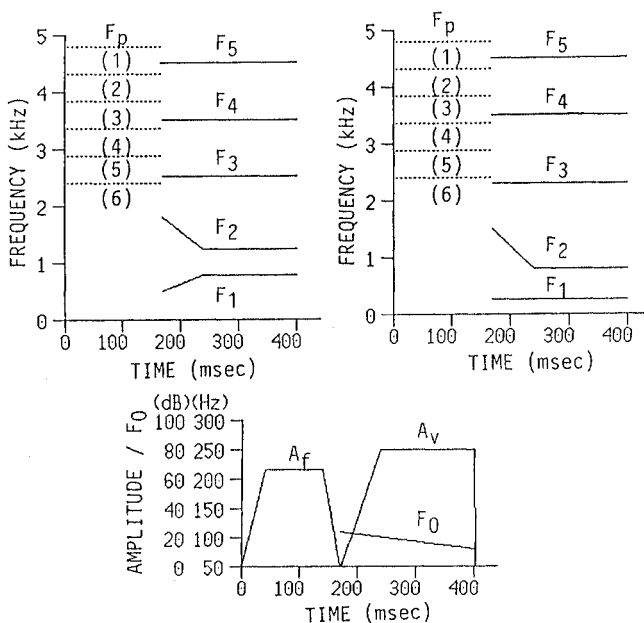 FREQUENCY (kHz)
5
4
3
2
1
0
Fp
(1)
(2)
(3)
(4)
(5)
(6)
F5
F4
F3
F2
F1
0 100 200 300 400
TIME (msec)
FREQUENCY (kHz)
5
4
3
2
1
0
Fp
(1)
(2)
(3)
(4)
(5)
(6)
F5
F4
F3
F2
F1
0 100 200 300 400
TIME (msec)
AMPLITUDE / F0
(dB)(Hz)
100 300
80 250
60 200
40 150
20 100
0 50
Af
Av
F0
0 100 200 300 400
TIME (msec)